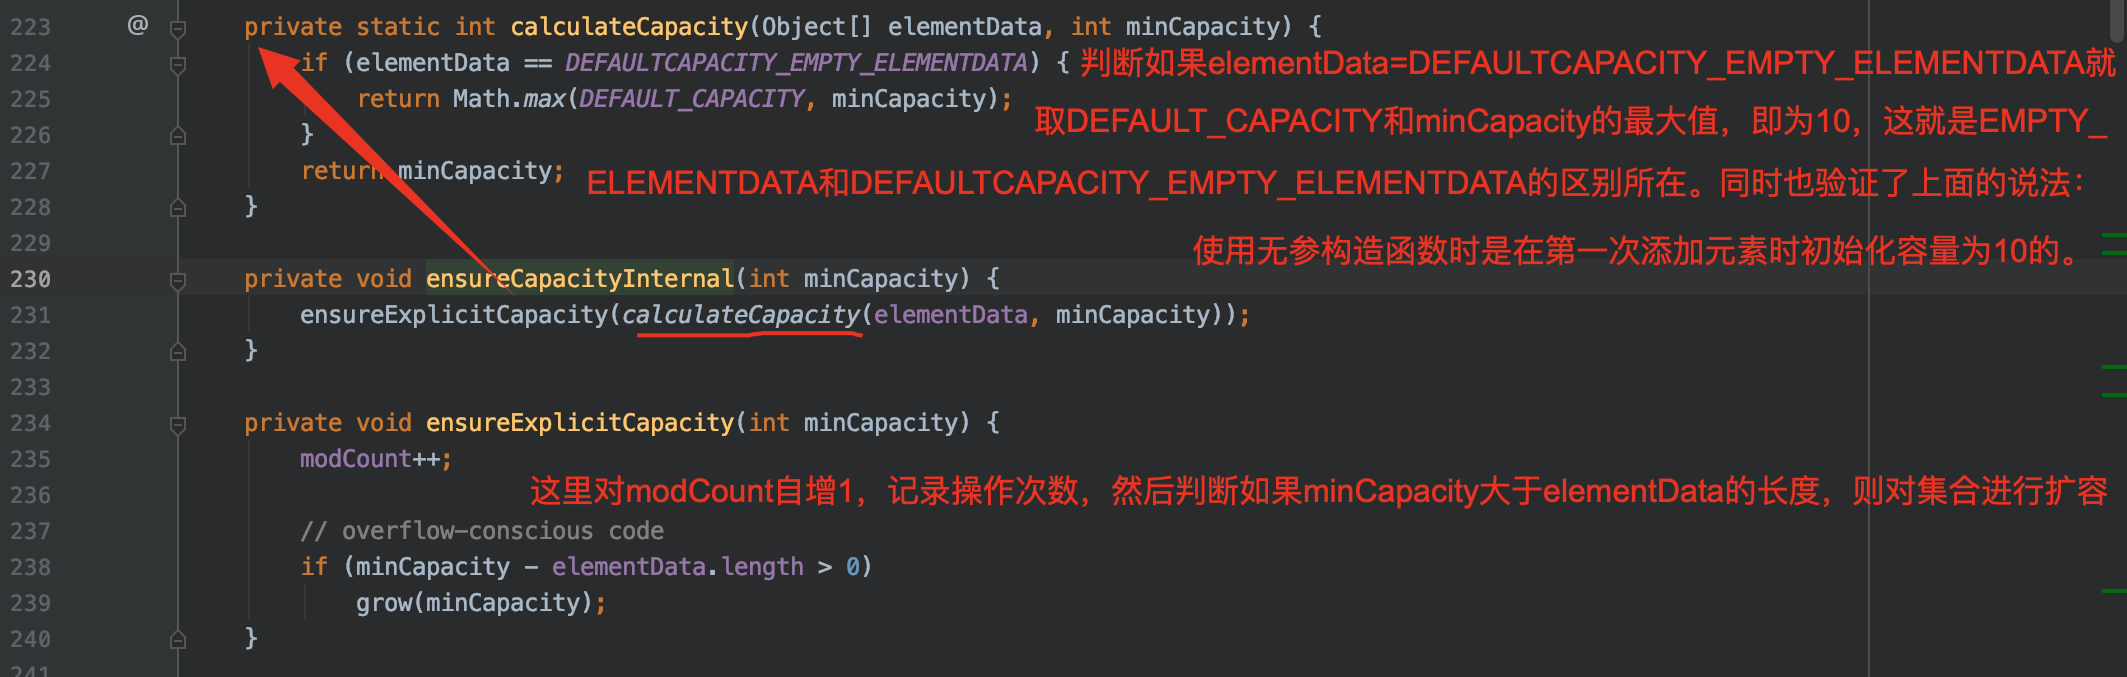 223 @ private static int calculateCapacity(Object[] elementData, int minCapacity) {
224 if (elementData == DEFAULTCAPACITY_EMPTY_ELEMENTDATA) { 判断如果elementData=DEFAULTCAPACITY_EMPTY_ELEMENTDATA就
225 return Math.max(DEFAULT_CAPACITY, minCapacity);
取DEFAULT_CAPACITY和minCapacity的最大值，即为10，这就是EMPTY_
226 }
227 return minCapacity;
ELEMENTDATA和DEFAULTCAPACITY_EMPTY_ELEMENTDATA的区别所在。同时也验证了上面的说法：
228 }
229
使用无参构造函数时是在第一次添加元素时初始化容量为10的。
230 private void ensureCapacityInternal(int minCapacity) {
231 ensureExplicitCapacity(calculateCapacity(elementData, minCapacity));
232 }
233
234 private void ensureExplicitCapacity(int minCapacity) {
235 modCount++;
236 这里对modCount自增1，记录操作次数，然后判断如果minCapacity大于elementData的长度，则对集合进行扩容
237 // overflow-conscious code
238 if (minCapacity - elementData.length > 0)
239 grow(minCapacity);
240 }
241